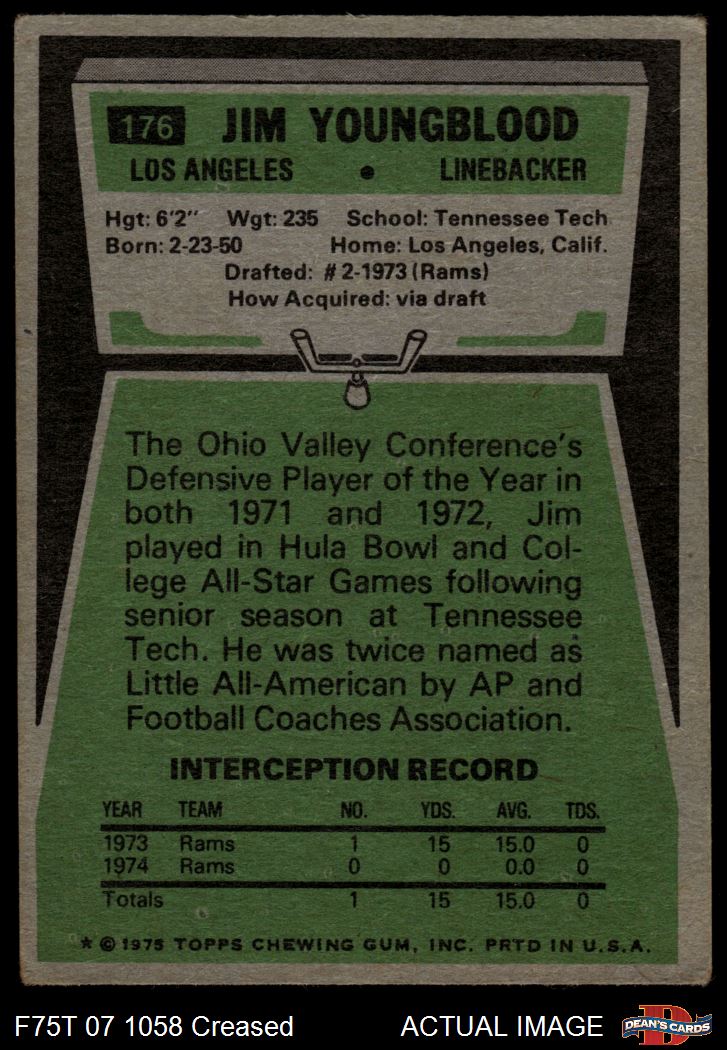 176 JIM YOUNGBLOOD
LOS ANGELES • LINEBACKER
Hgt: 6'2" Wgt: 235 School: Tennessee Tech
Born: 2-23-50 Home: Los Angeles, Calif.
Drafted: #2-1973 (Rams)
How Acquired: via draft
The Ohio Valley Conference's
Defensive Player of the Year in
both 1971 and 1972, Jim
played in Hula Bowl and Col-
lege All-Star Games following
senior season at Tennessee
Tech. He was twice named as
Little All-American by AP and
Football Coaches Association.
INTERCEPTION RECORD
YEAR TEAM NO. YDS. AVG. TDS.
1973 Rams 1 15 15.0 0
1974 Rams 0 0 0.0 0
Totals 1 15 15.0 0
* © 1975 TOPPS CHEWING GUM, INC. PRTD IN U.S.A.
F75T 07 1058 Creased ACTUAL IMAGE D DEAN'S CARDS